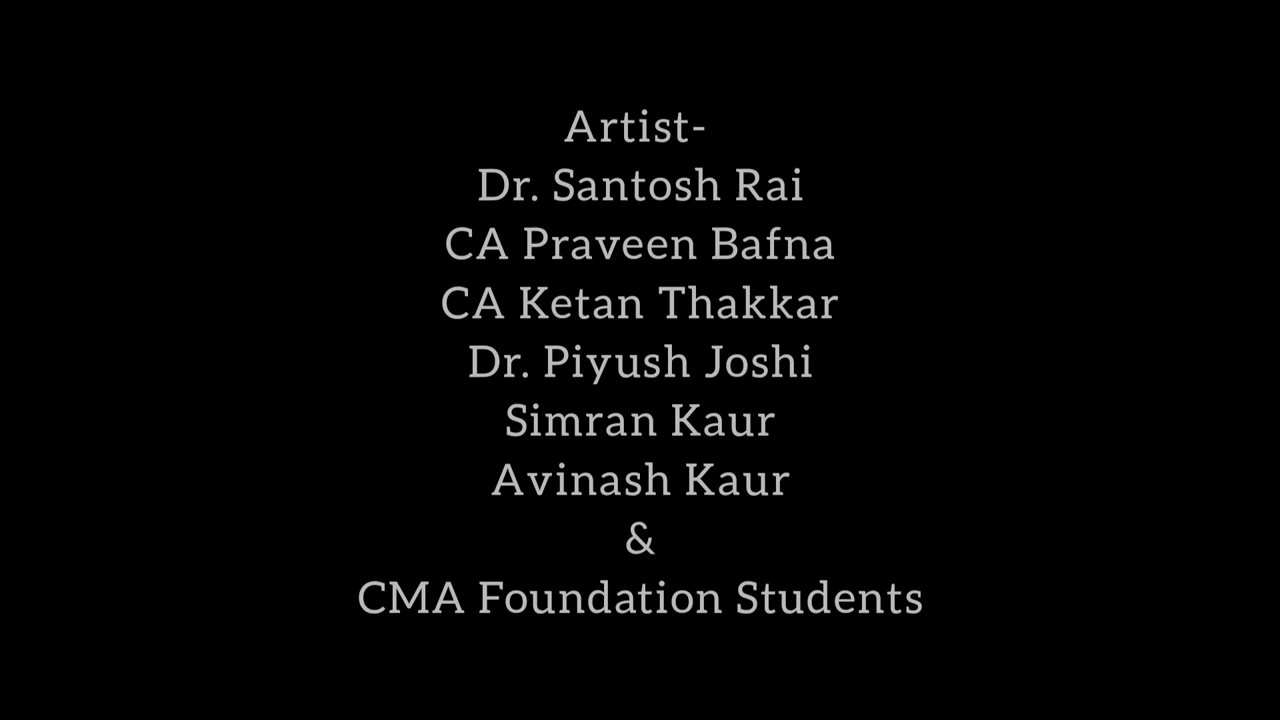 Artist-
Dr. Santosh Rai
CA Praveen Bafna
CA Ketan Thakkar
Dr. Piyush Joshi
Simran Kaur
Avinash Kaur
&
CMA Foundation Students